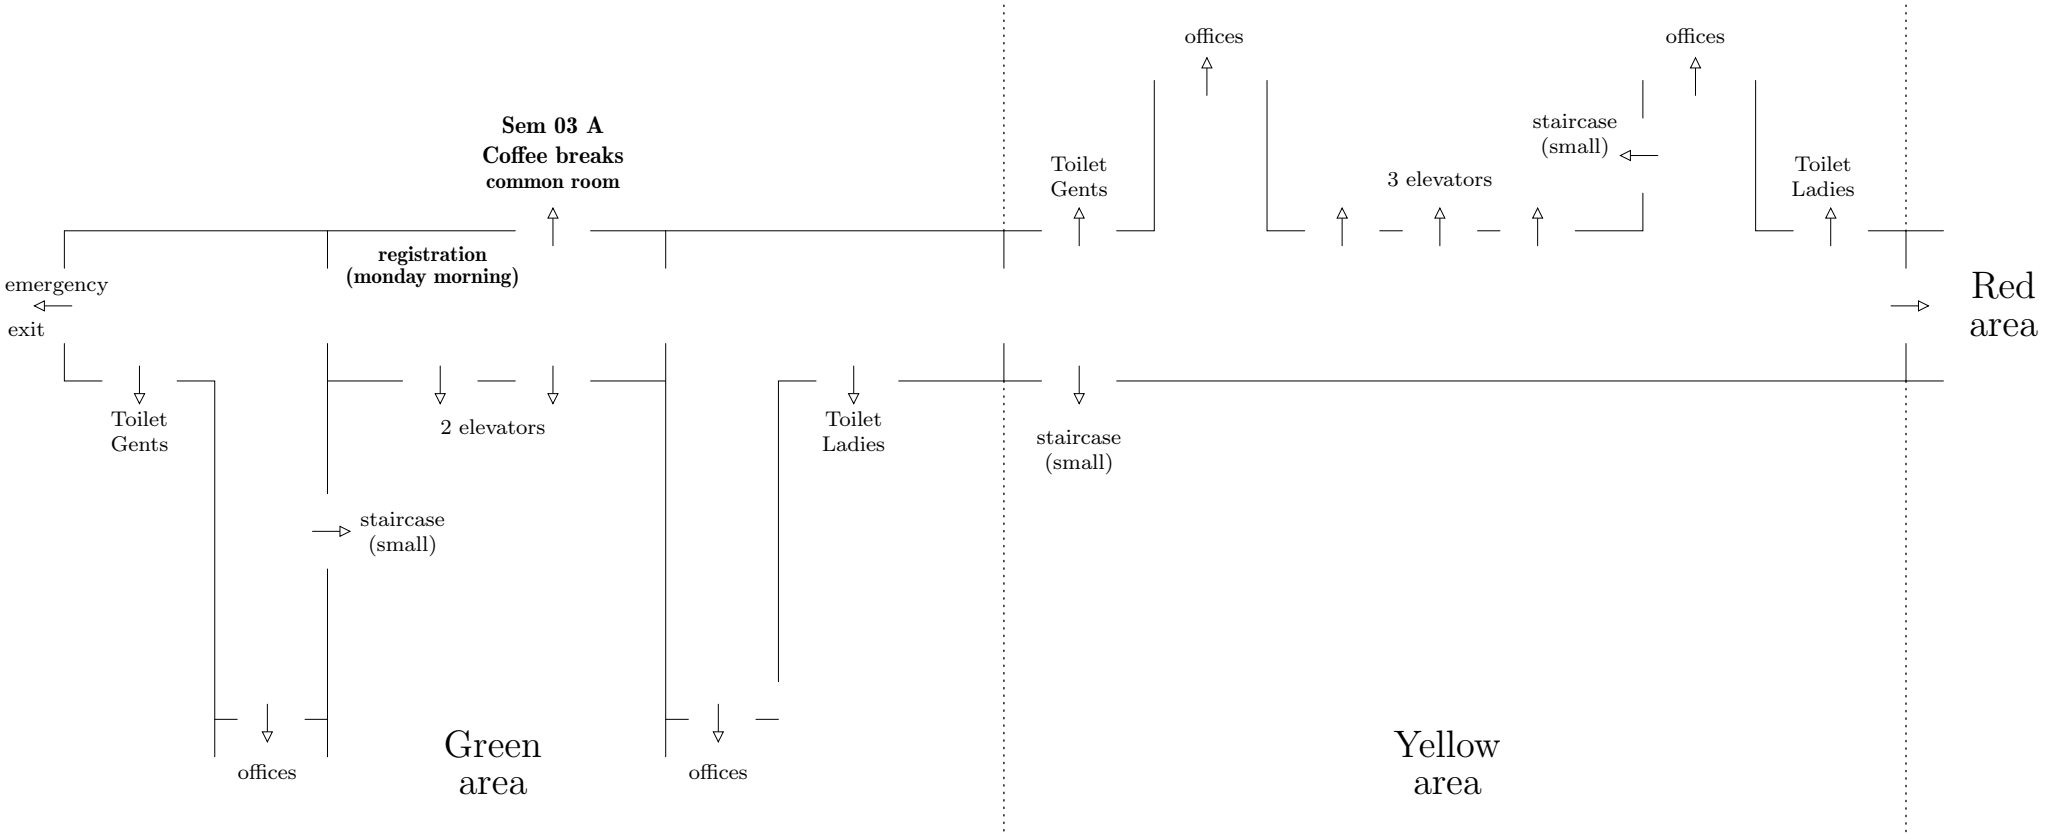 offices
offices
Sem 03 A
Coffee breaks
common room
staircase
(small)
Toilet
Gents
3 elevators
Toilet
Ladies
registration
(monday morning)
emergency
exit
Red
area
Toilet
Gents
2 elevators
Toilet
Ladies
staircase
(small)
staircase
(small)
Green
area
Yellow
area
offices
offices